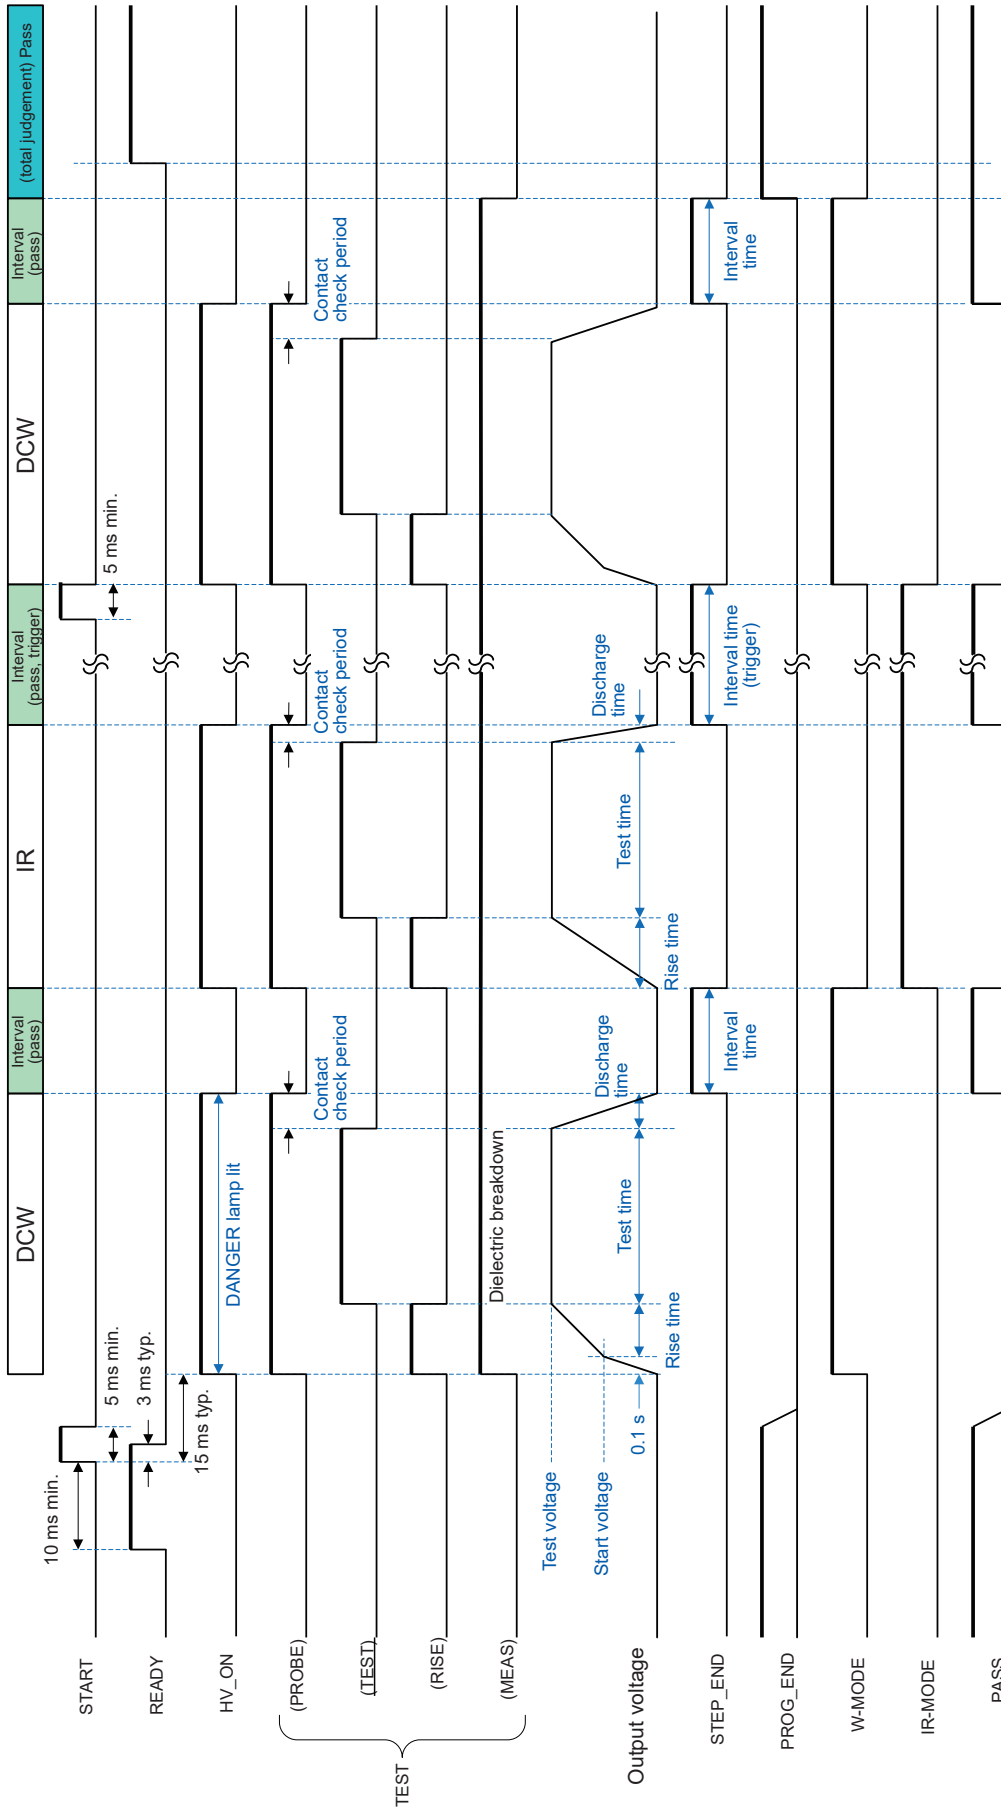 DCW
Interval
(pass)
IR
Interval
(pass, trigger)
DCW
Interval
(pass)
(total judgement) Pass
START
10 ms min.
5 ms min.
5 ms min.
READY
3 ms typ.
15 ms typ.
HV_ON
DANGER lamp lit
TEST
(PROBE)
Contact
check period
Contact
check period
Contact
check period
(TEST)
(RISE)
(MEAS)
Dielectric breakdown
Output voltage
Test voltage
Start voltage
0.1 s
Rise time
Test time
Discharge
time
Rise time
Test time
Discharge
time
STEP_END
Interval
time
Interval time
(trigger)
Interval
time
PROG_END
W-MODE
IR-MODE
PASS